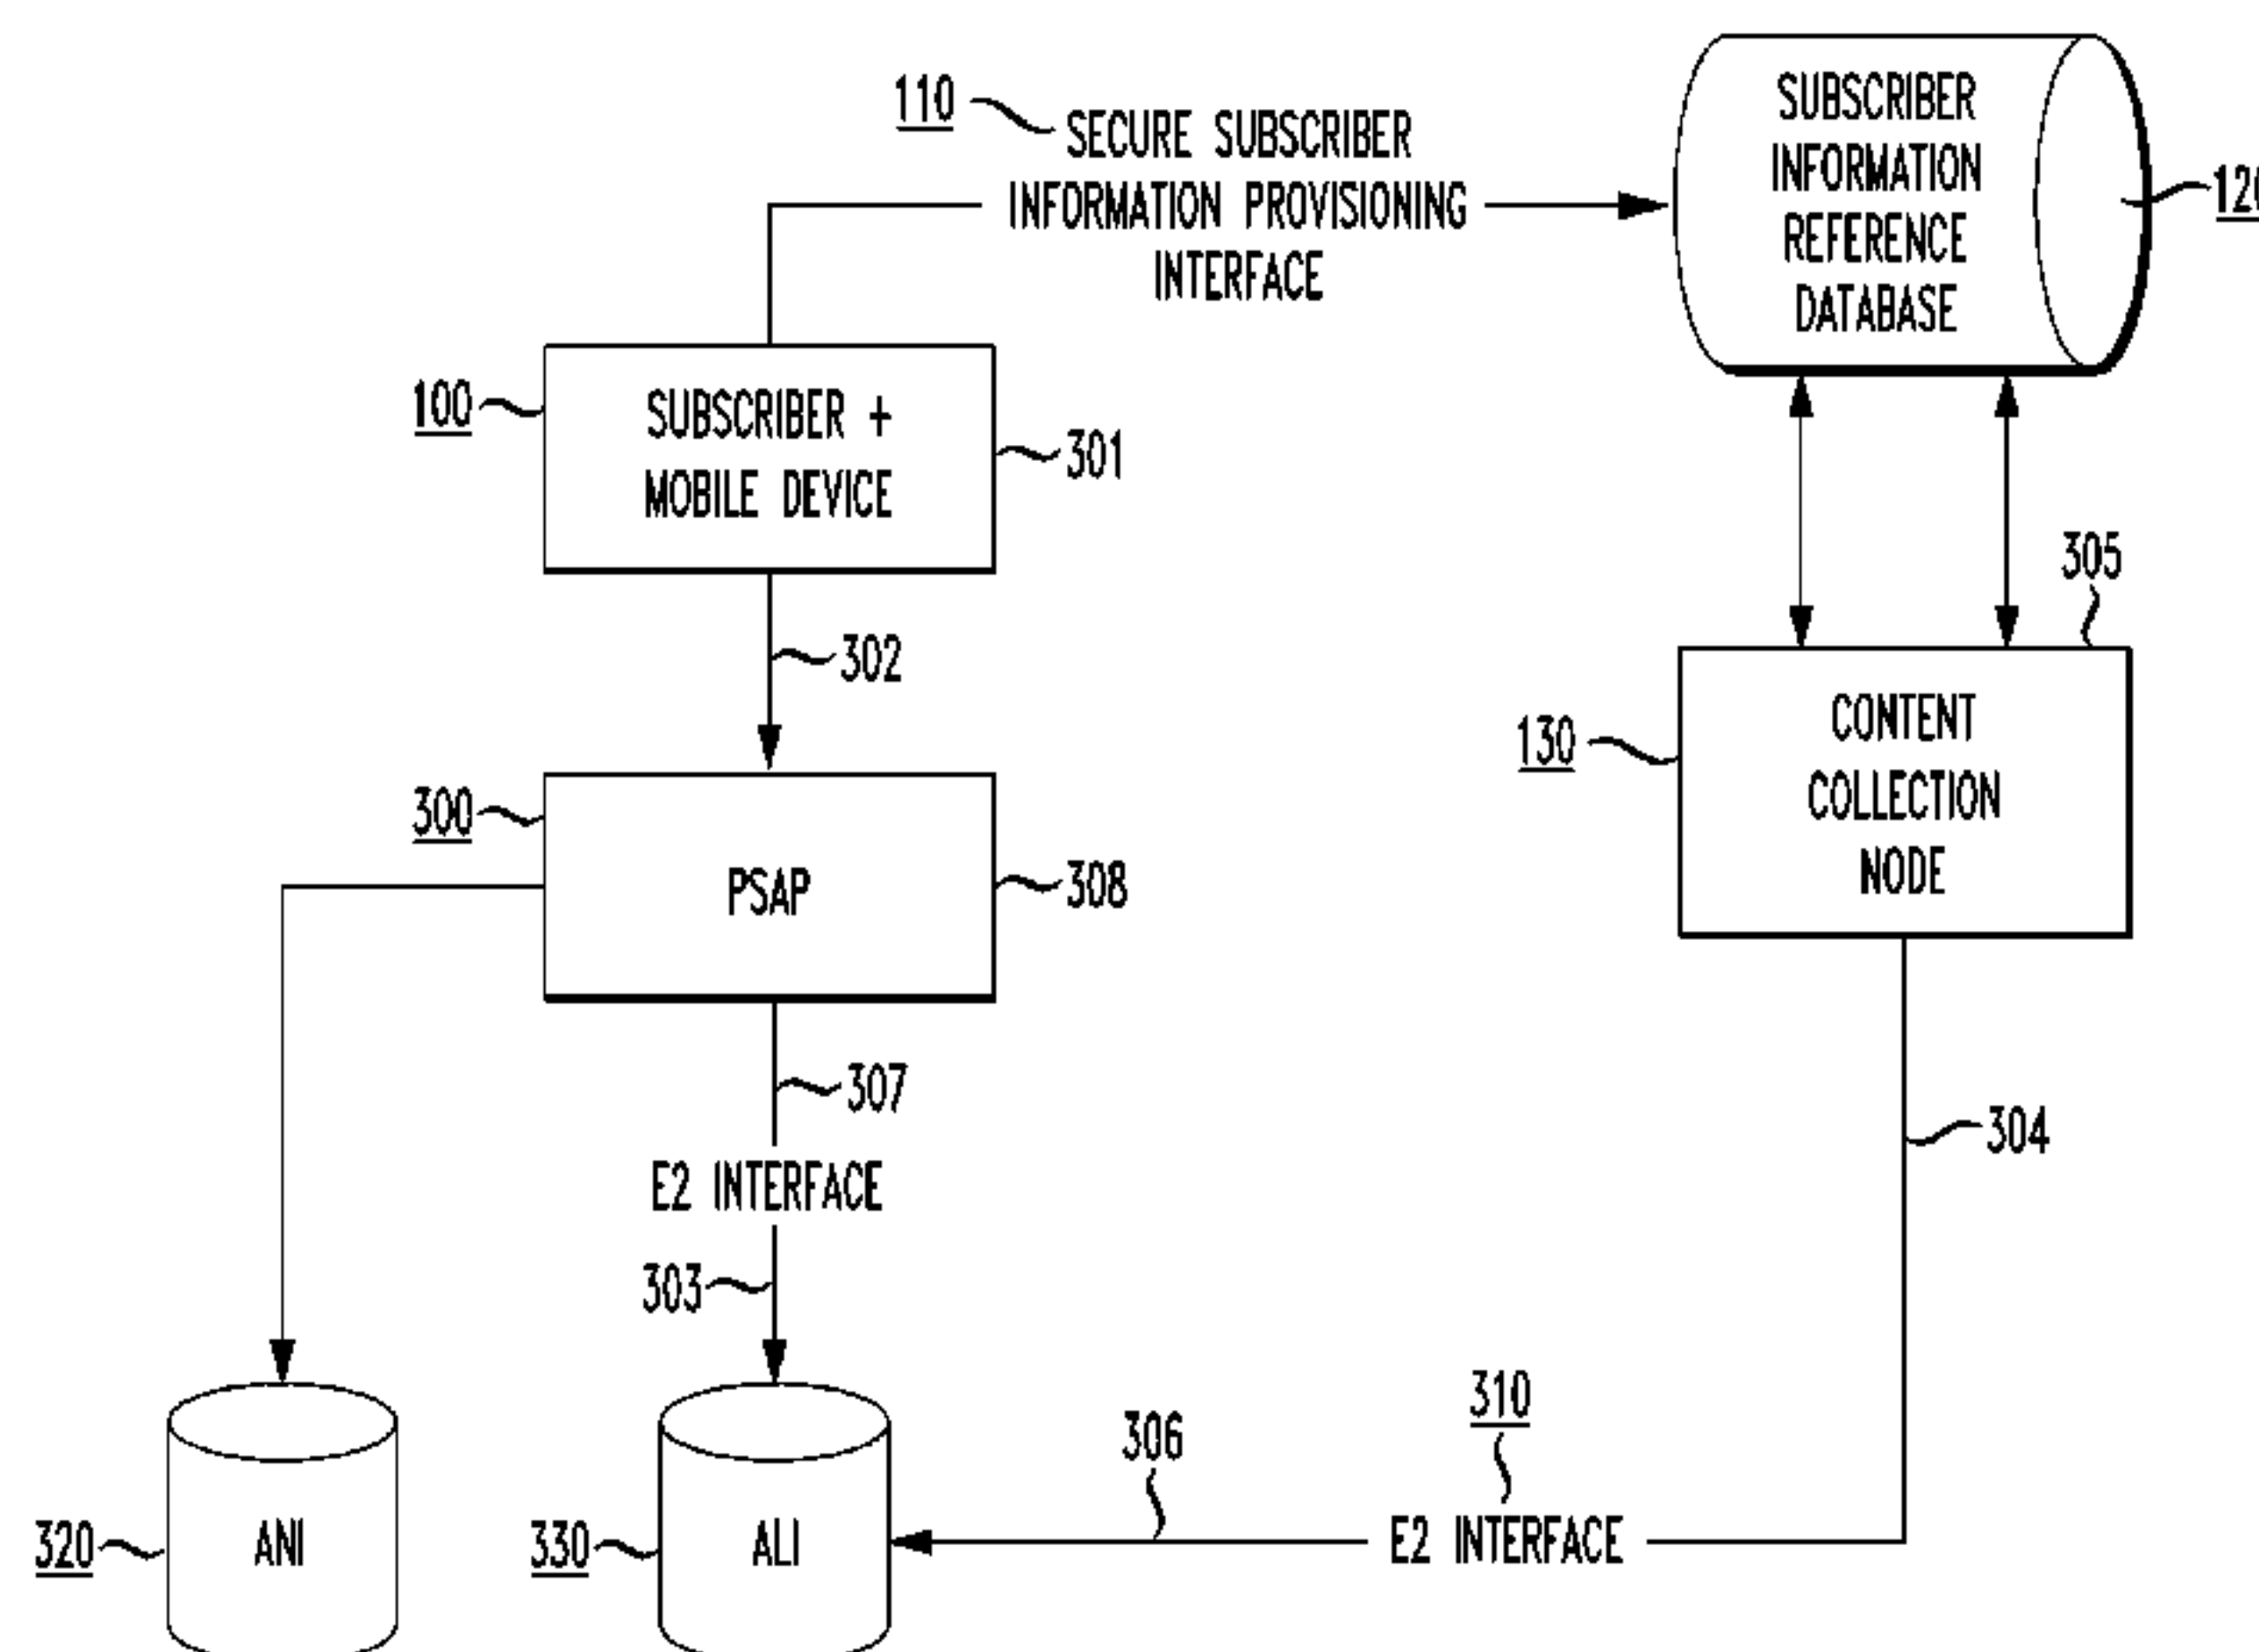 110
SECURE SUBSCRIBER
INFORMATION PROVISIONING
INTERFACE
SUBSCRIBER
INFORMATION
REFERENCE
DATABASE
100
SUBSCRIBER +
MOBILE DEVICE
301
302
305
130
CONTENT
COLLECTION
NODE
300
PSAP
308
307
E2 INTERFACE
303
304
310
306
E2 INTERFACE
320
ANI
330
ALI